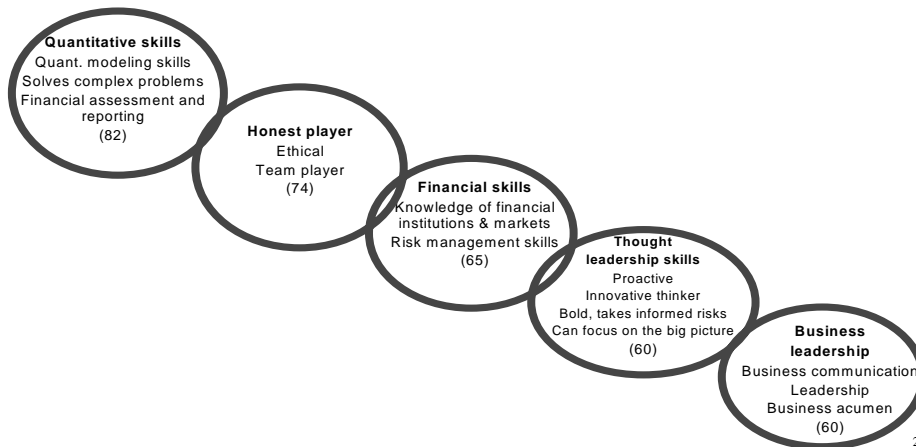 Quantitative skills
Quant. modeling skills
Solves complex problems
Financial assessment and
reporting
(82)
Honest player
Ethical
Team player
(74)
Financial skills
Knowledge of financial
institutions & markets
Risk management skills
(65)
Thought
leadership skills
Proactive
Innovative thinker
Bold, takes informed risks
Can focus on the big picture
(60)
Business
leadership
Business communication
Leadership
Business acumen
(60)